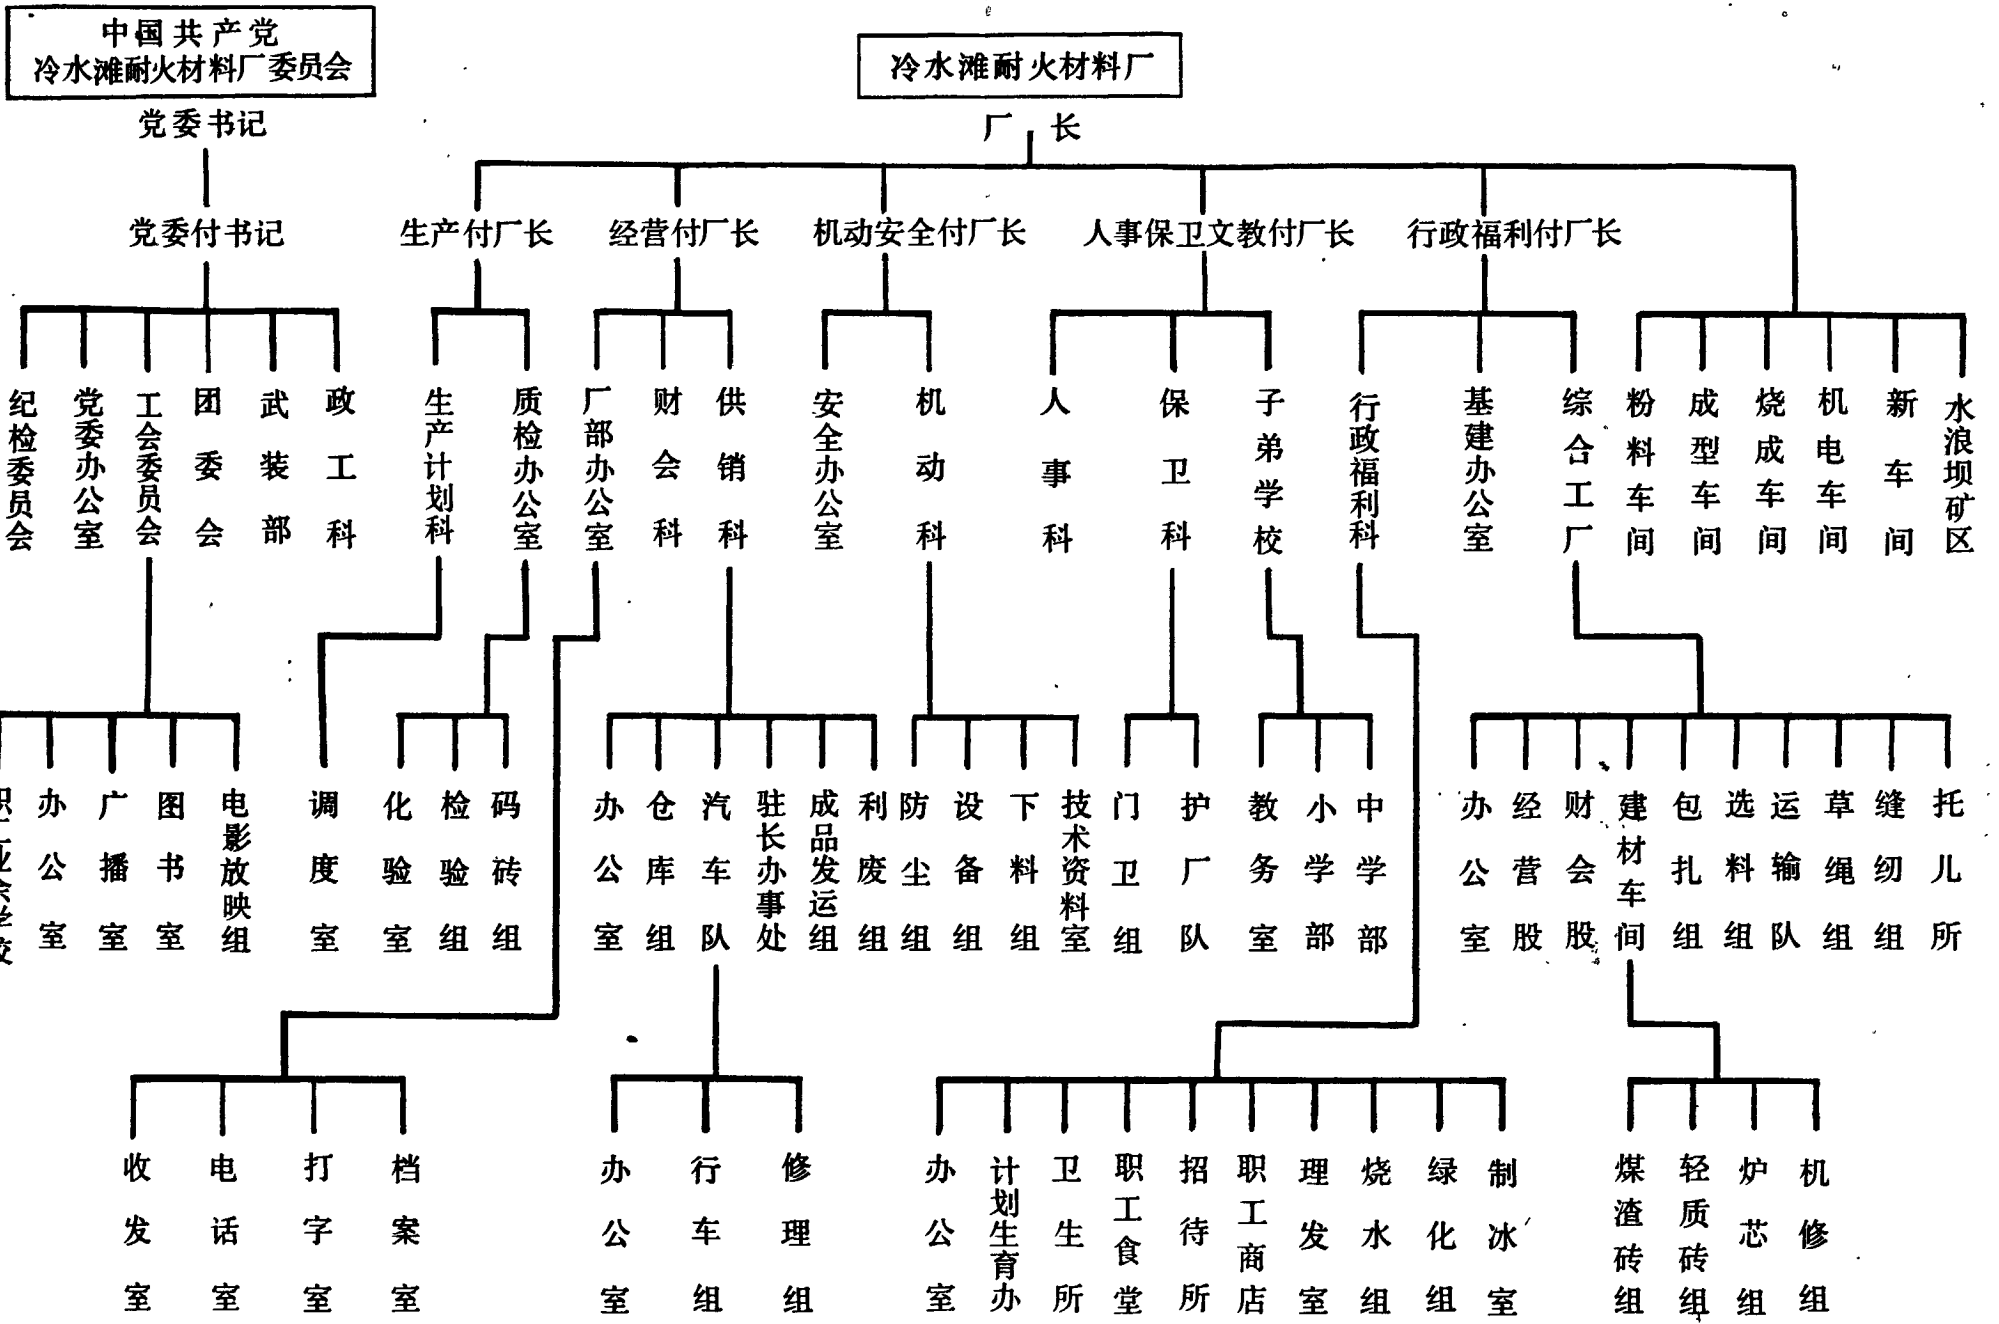 中国共产党
冷水滩耐火材料厂委员会
冷水滩耐火材料厂
党委书记
厂长
党委付书记
生产付厂长
经营付厂长
机动安全付厂长
人事保卫文教付厂长
行政福利付厂长
纪检委员会
党委办公室
工会委员会
团委会
武装部
政工科
生产计划科
质检办公室
厂部办公室
财会科
供销科
安全办公室
机动科
人事科
保卫科
子弟学校
行政福利科
基建办公室
综合工厂
粉料车间
成型车间
烧成车间
机电车间
新车间
水浪坝矿区
职工业余学校
办公室
广播室
图书室
电影放映组
调度室
化验室
检验组
码砖组
办公室
仓库组
汽车队
驻长办事处
成品发运组
利废组
防尘组
设备组
下料组
技术资料室
门卫组
护厂队
教务室
小学部
中学部
办公室
经营股
财会股
建材车间
包扎组
选料组
运输队
草绳组
缝纫组
托儿所
收发室
电话室
打字室
档案室
办公室
行车组
修理组
办公室
计划生育办
卫生所
职工食堂
招待所
职工商店
理发室
烧水组
绿化组
制冰室
煤渣砖组
轻质砖组
炉芯组
机修组